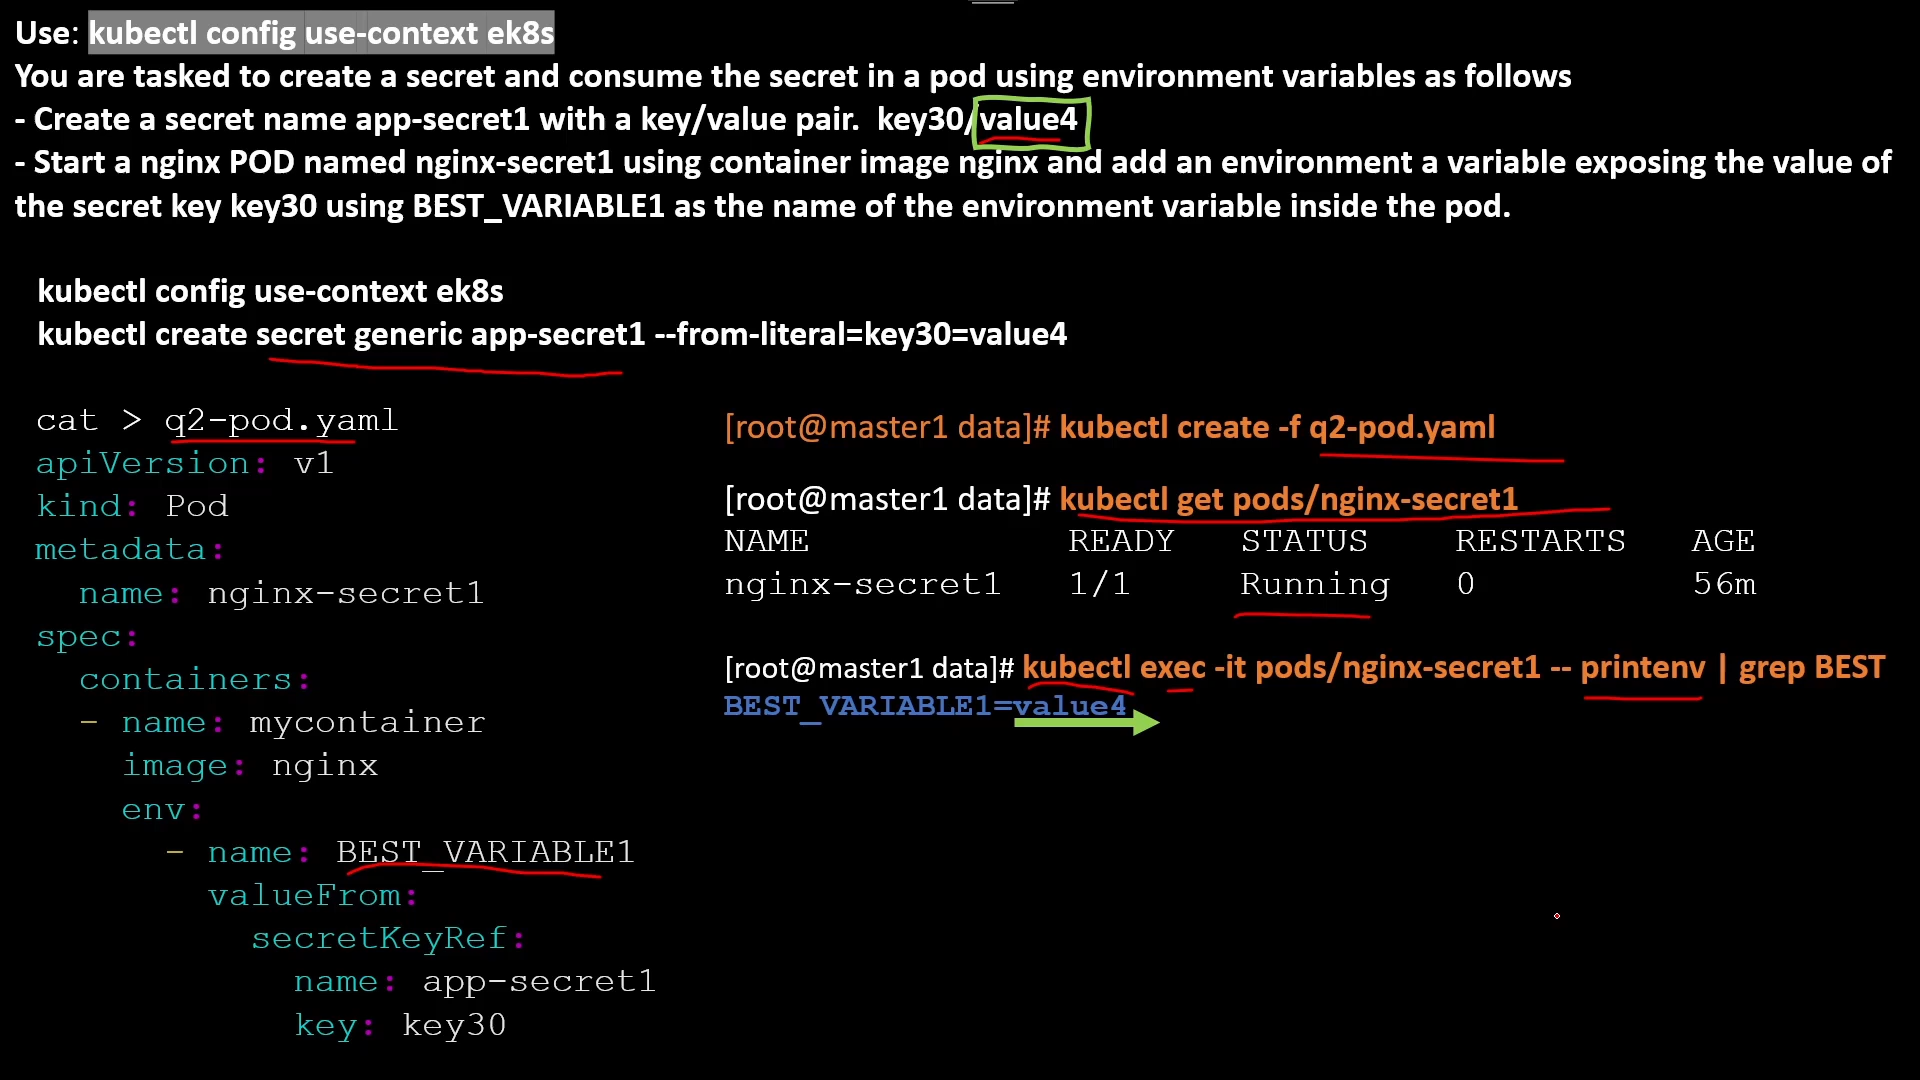 Use: kubectl config use-context ek8s
You are tasked to create a secret and consume the secret in a pod using environment variables as follows
- Create a secret name app-secret1 with a key/value pair.  key30/value4
- Start a nginx POD named nginx-secret1 using container image nginx and add an environment a variable exposing the value of
the secret key key30 using BEST_VARIABLE1 as the name of the environment variable inside the pod.
kubectl config use-context ek8s
kubectl create secret generic app-secret1 --from-literal=key30=value4
cat > q2-pod.yaml
apiVersion: v1
kind: Pod
metadata:
  name: nginx-secret1
spec:
  containers:
  - name: mycontainer
    image: nginx
    env:
      - name: BEST_VARIABLE1
        valueFrom:
          secretKeyRef:
            name: app-secret1
            key: key30
[root@master1 data]# kubectl create -f q2-pod.yaml
[root@master1 data]# kubectl get pods/nginx-secret1
NAME            READY   STATUS    RESTARTS   AGE
nginx-secret1   1/1     Running   0          56m
[root@master1 data]# kubectl exec -it pods/nginx-secret1 -- printenv | grep BEST
BEST_VARIABLE1=value4